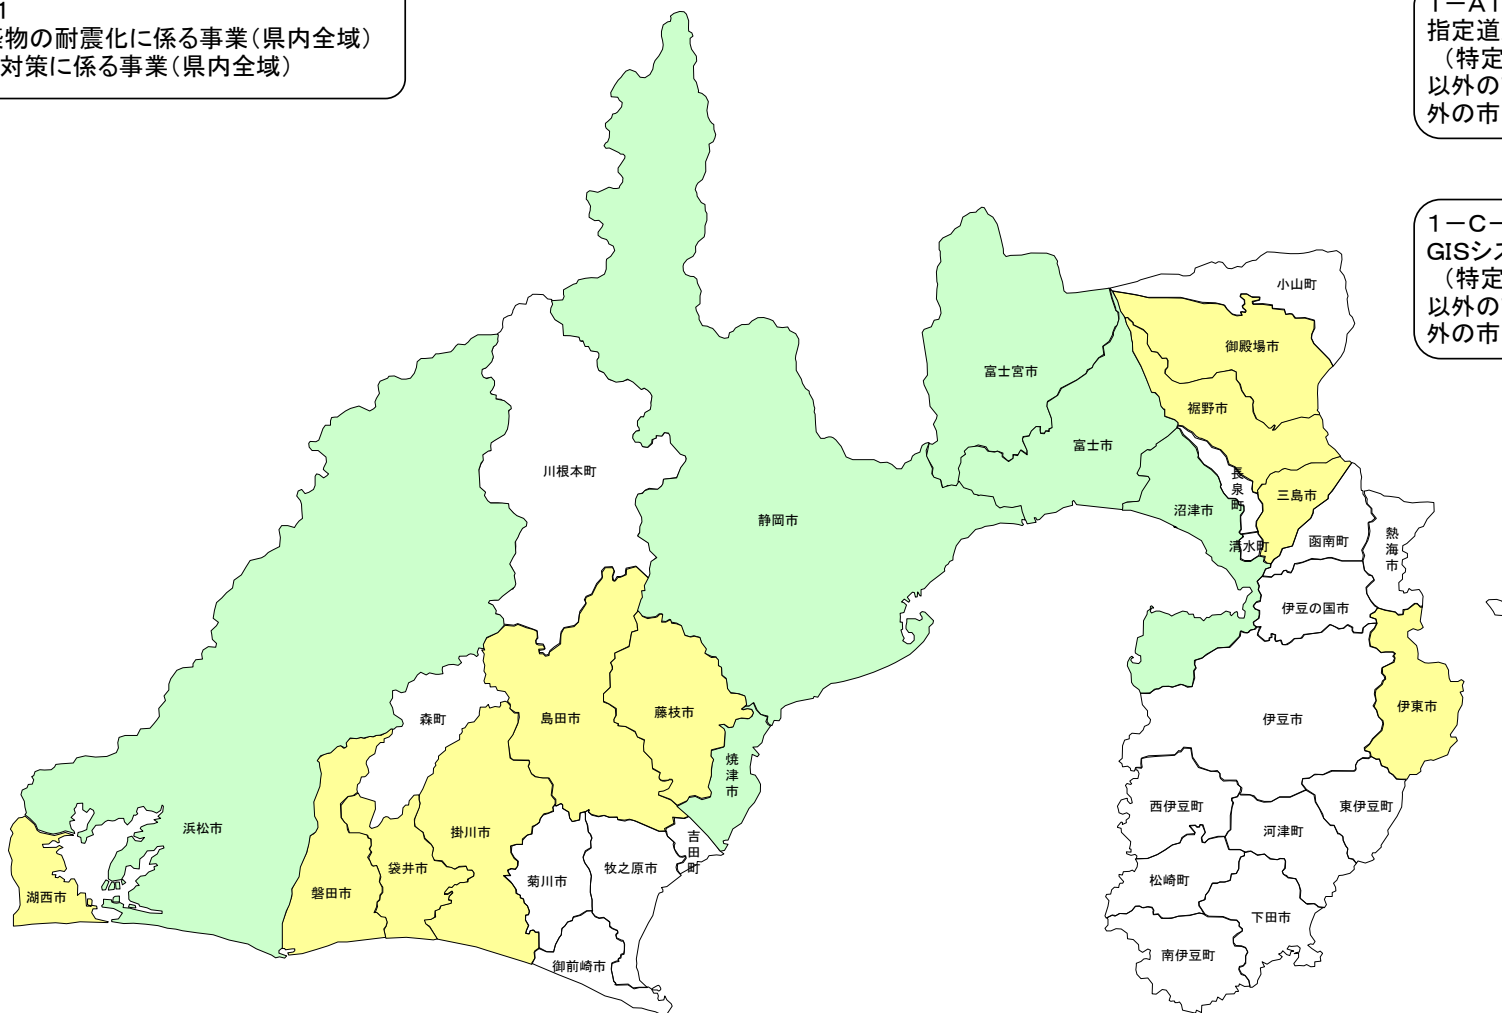 1
物の耐震化に係る事業(県内全域)
対策に係る事業(県内全域)
1-A1
指定道
(特定
以外の
外の市
1-C-
GISシス
(特定
以外の
外の市
小山町
御殿場市
富士宮市
裾野市
富士市
川根本町
長泉町
三島市
沼津市
静岡市
熱海市
函南町
清水町
伊豆の国市
伊東市
藤枝市
島田市
森町
伊豆市
焼津市
西伊豆町
東伊豆町
浜松市
掛川市
河津町
吉田町
袋井市
牧之原市
菊川市
松崎町
磐田市
湖西市
下田市
南伊豆町
御前崎市